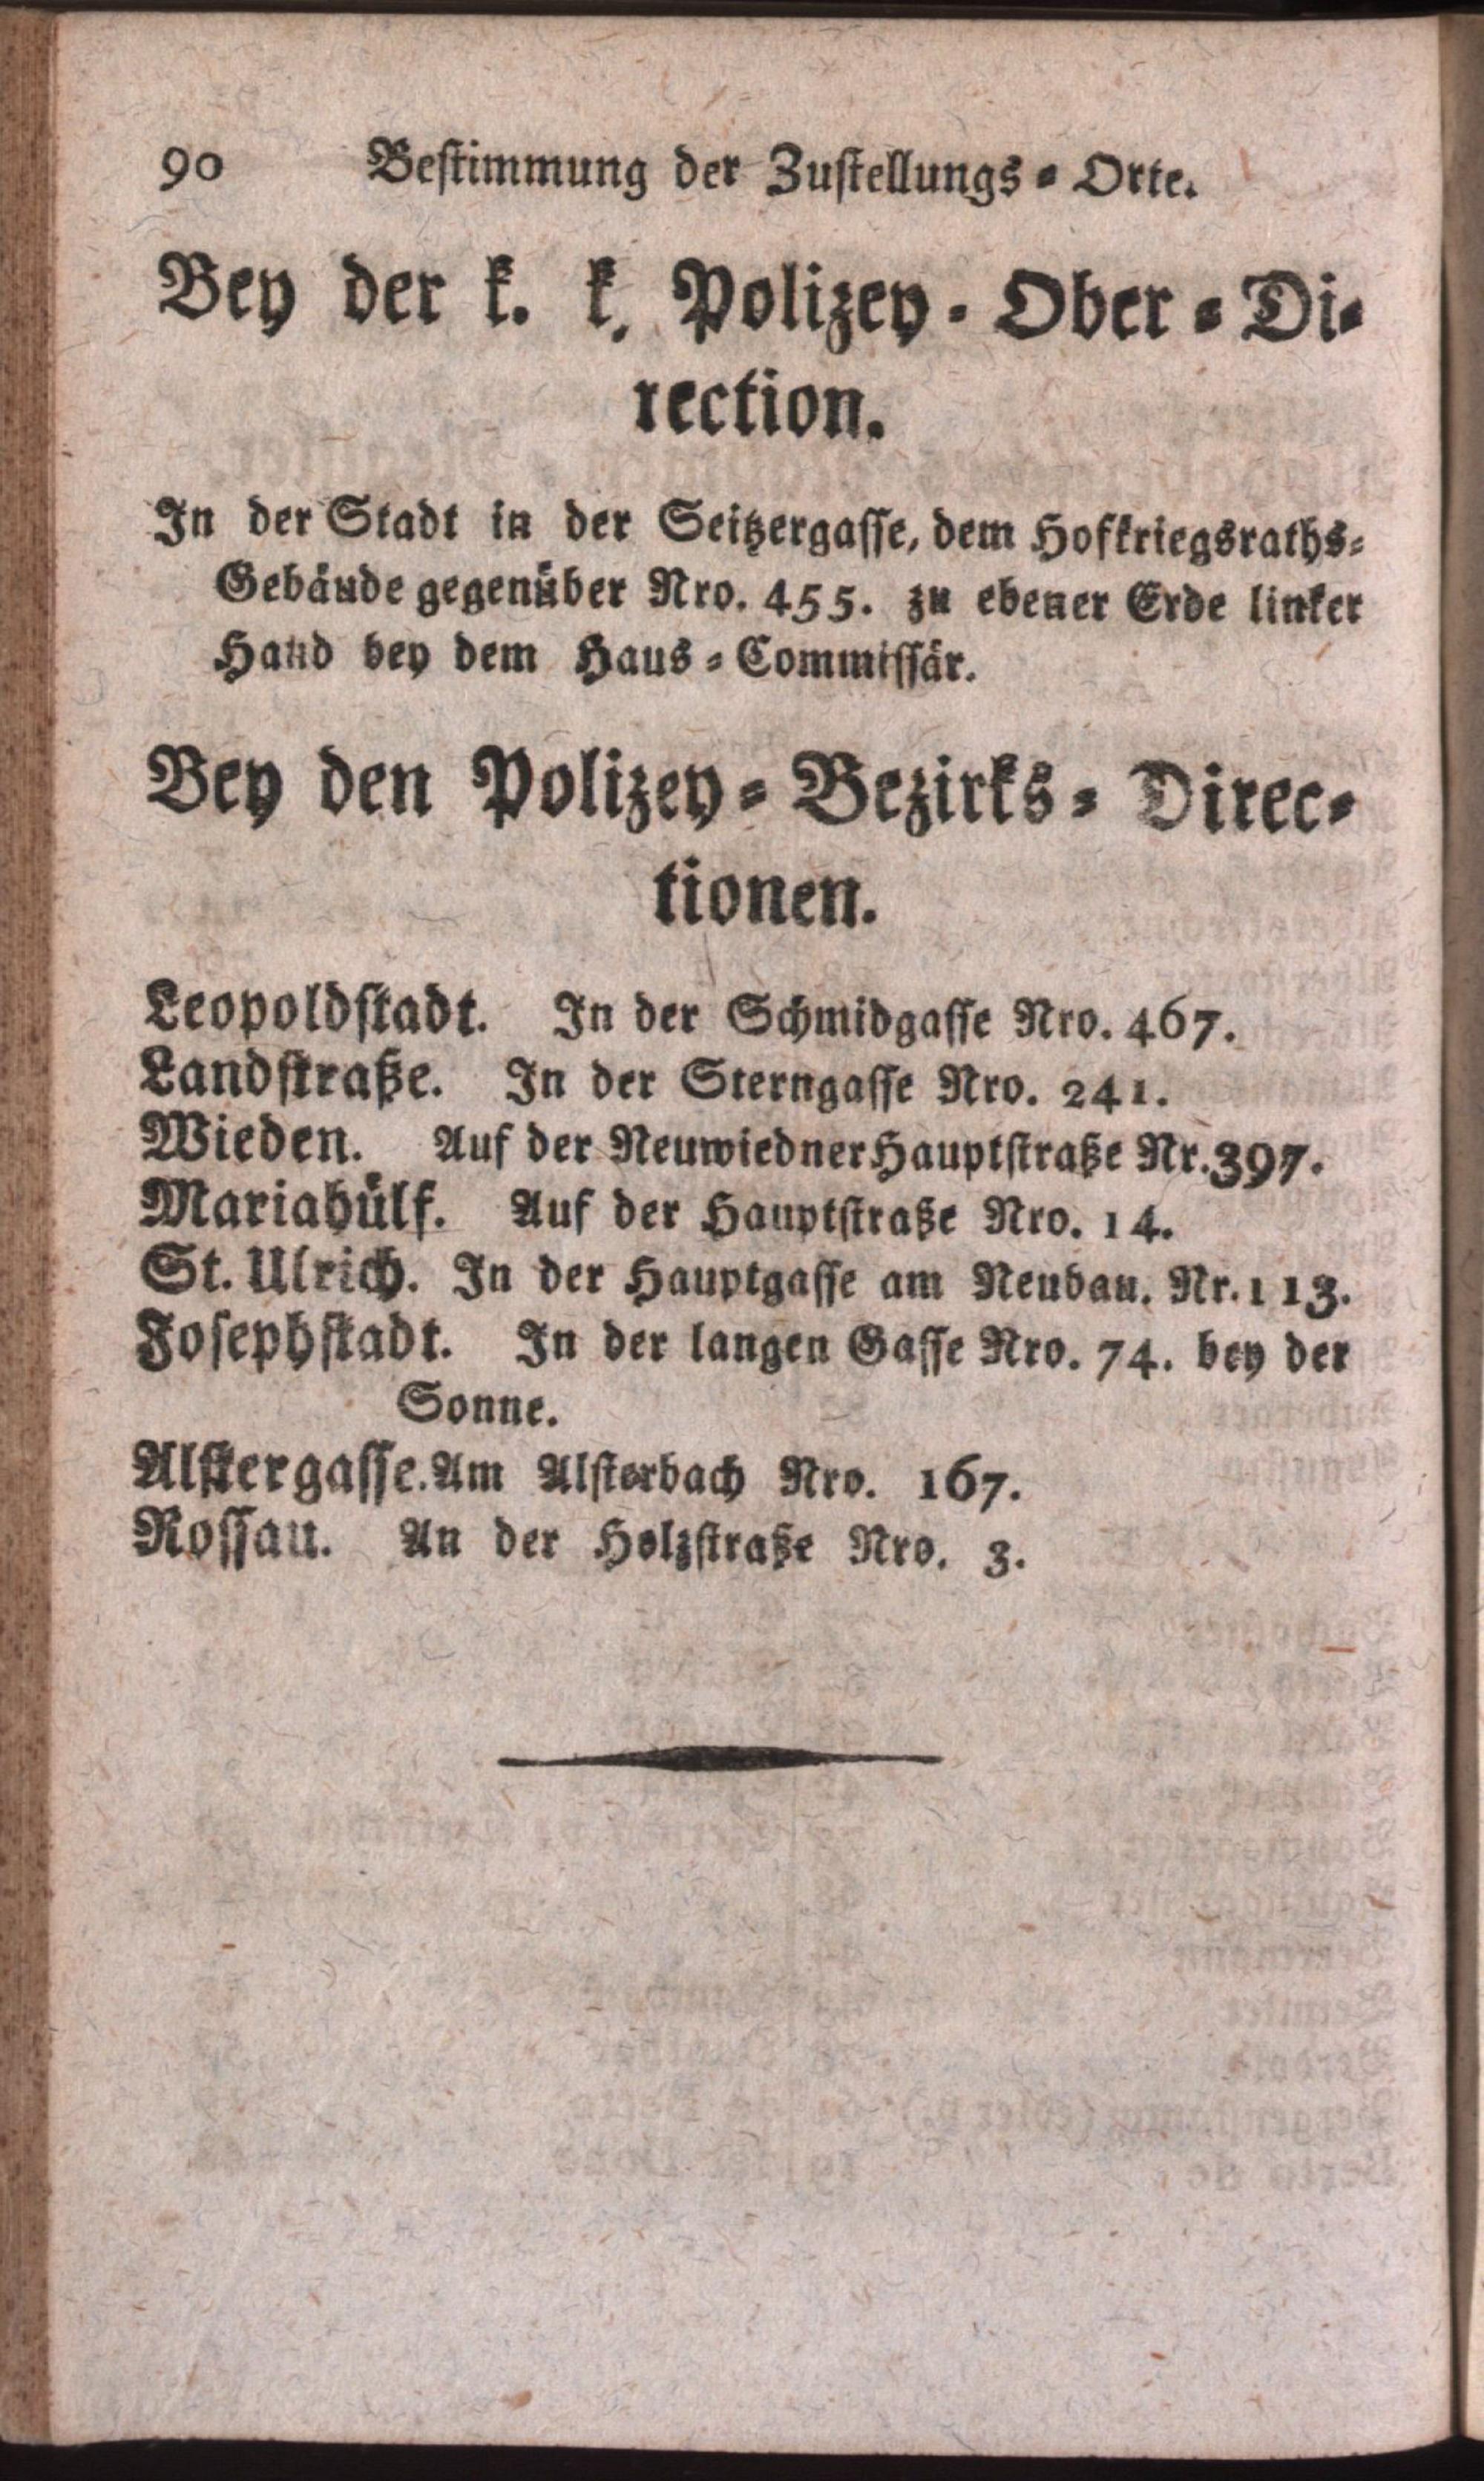 90 Bestimmung der Zustellungs = Orte.
Bey der k. k. Polizey = Ober = Di=
rection.
In der Stadt in der Seitzergasse, dem Hofkriegsraths=
Gebäude gegenüber Nro. 455. zu ebener Erde linker
Hand bey dem Haus = Commissär.
Bey den Polizey = Bezirks = Direc=
tionen.
Leopoldstadt. In der Schmidgasse Nro. 467.
Landstraße. In der Sterngasse Nro. 241.
Wieden. Auf der Neuwiedner Hauptstraße Nr. 397.
Mariahülf. Auf der Hauptstraße Nro. 14.
St. Ulrich. In der Hauptgasse am Neubau. Nr. 113.
Josephstadt. In der langen Gasse Nro. 74. bey der
Sonne.
Alstergasse. Am Alsterbach Nro. 167.
Rossau. An der Holzstraße Nro. 3.